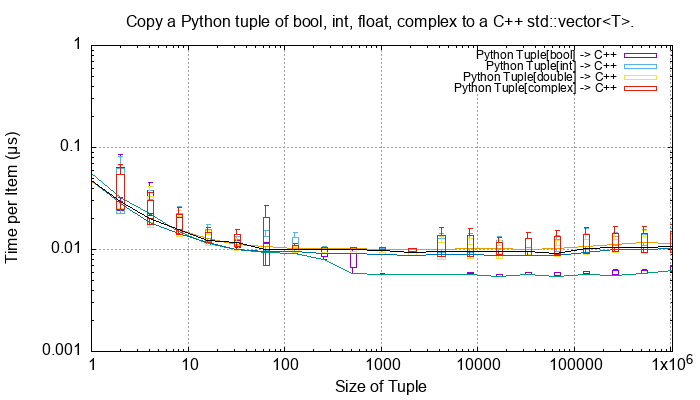 Copy a Python tuple of bool, int, float, complex to a C++ std::vector<T>.
Python Tuple[bool] -> C++
Python Tuple[int] -> C++
Python Tuple[double] -> C++
Python Tuple[complex] -> C++
Time per Item (µs)
1
0.1
0.01
0.001
1 10 100 1000 10000 100000 1x10⁶
Size of Tuple